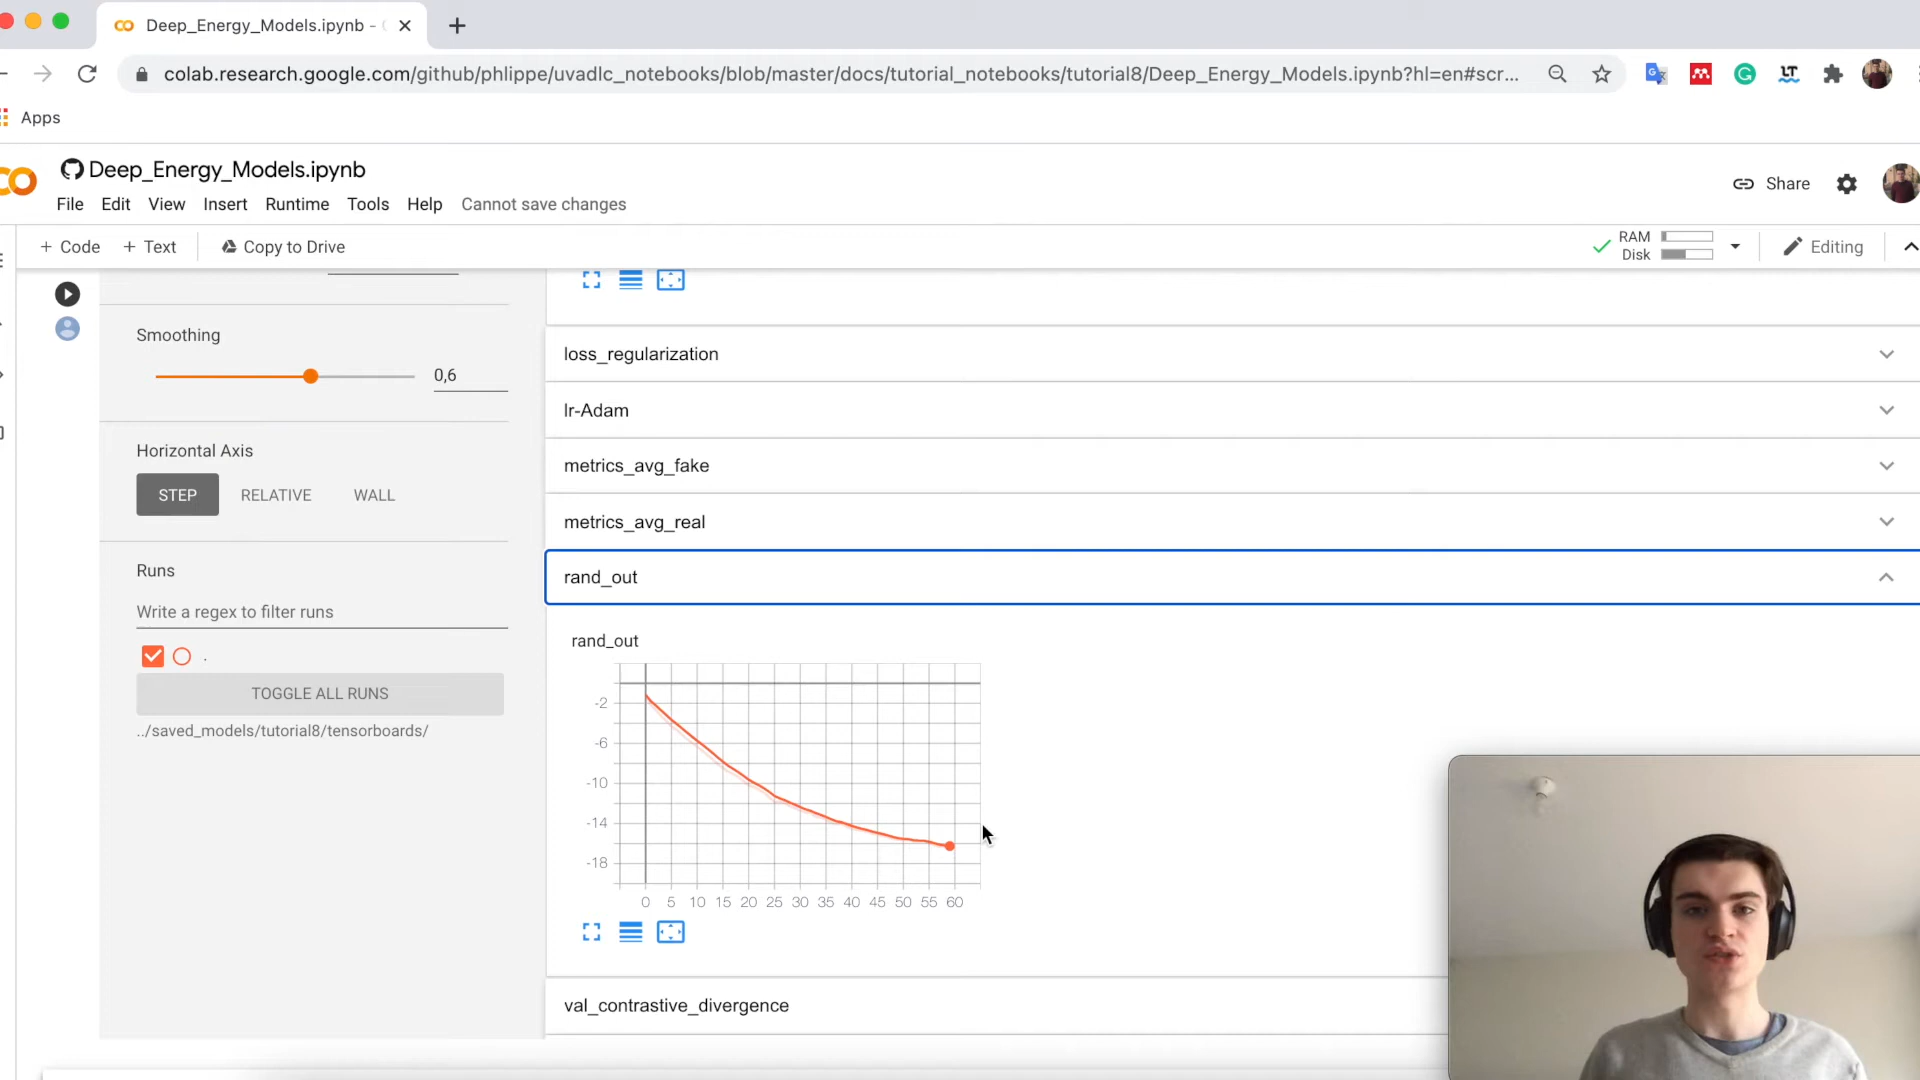 Deep_Energy_Models.ipynb -
colab.research.google.com/github/phlippe/uvadlc_notebooks/blob/master/docs/tutorial_notebooks/tutorial8/Deep_Energy_Models.ipynb?hl=en#scr...
Apps
Deep_Energy_Models.ipynb
Share
File Edit View Insert Runtime Tools Help Cannot save changes
+ Code + Text Copy to Drive
RAM
Disk
Editing
Smoothing
0,6
Horizontal Axis
STEP RELATIVE WALL
Runs
Write a regex to filter runs
.
TOGGLE ALL RUNS
../saved_models/tutorial8/tensorboards/
loss_regularization
lr-Adam
metrics_avg_fake
metrics_avg_real
rand_out
rand_out
-2
-6
-10
-14
-18
0 5 10 15 20 25 30 35 40 45 50 55 60
val_contrastive_divergence